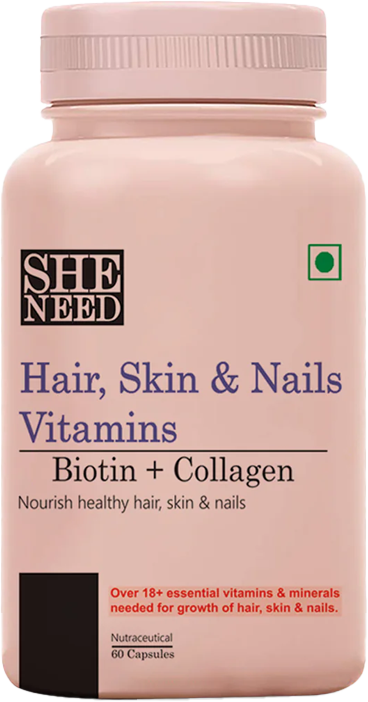 SHE
NEED
Hair, Skin & Nails
Vitamins
Biotin + Collagen
Nourish healthy hair, skin & nails
Over 18+ essential vitamins & minerals
needed for growth of hair, skin & nails.
Nutraceutical
60 Capsules